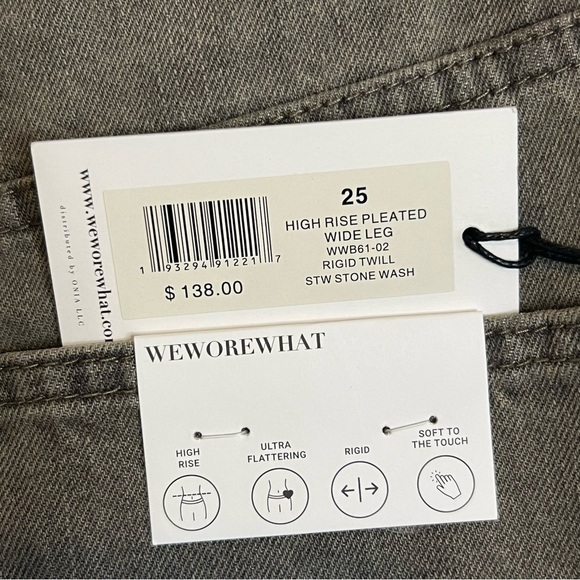 www.weworewhat.co
distributed by ONIA LLC
25
HIGH RISE PLEATED
WIDE LEG
WWB61-02
RIGID TWILL
STW STONE WASH
1 93294 91221 7
$ 138.00
WEWOREWHAT
HIGH
RISE
ULTRA
FLATTERING
RIGID
SOFT TO
THE TOUCH